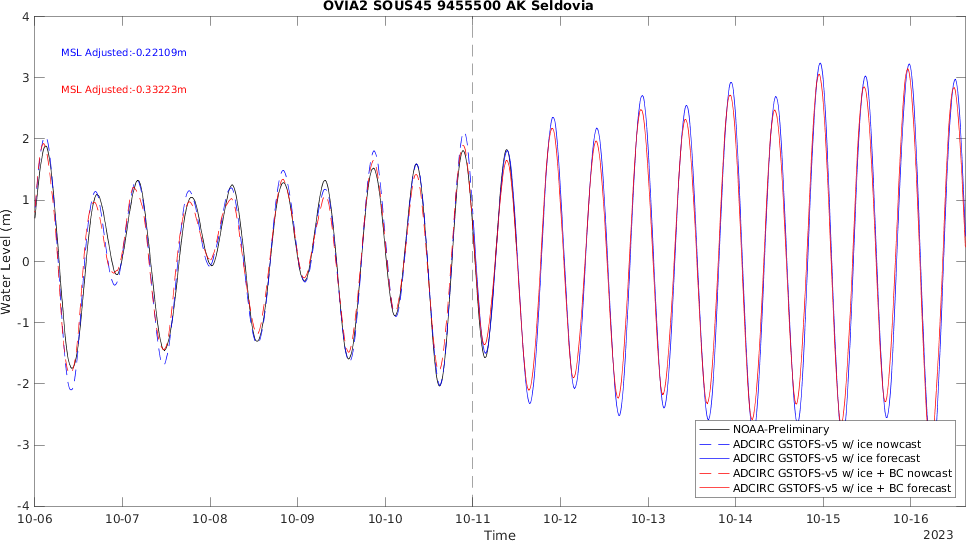 OVIA2 SOUS45 9455500 AK Seldovia
4
3
2
1
0
-1
-2
-3
-4
Water Level (m)
MSL Adjusted:-0.22109m
MSL Adjusted:-0.33223m
NOAA-Preliminary
ADCIRC GSTOFS-v5 w/ ice nowcast
ADCIRC GSTOFS-v5 w/ ice forecast
ADCIRC GSTOFS-v5 w/ ice + BC nowcast
ADCIRC GSTOFS-v5 w/ ice + BC forecast
10-06 10-07 10-08 10-09 10-10 10-11 10-12 10-13 10-14 10-15 10-16
Time
2023